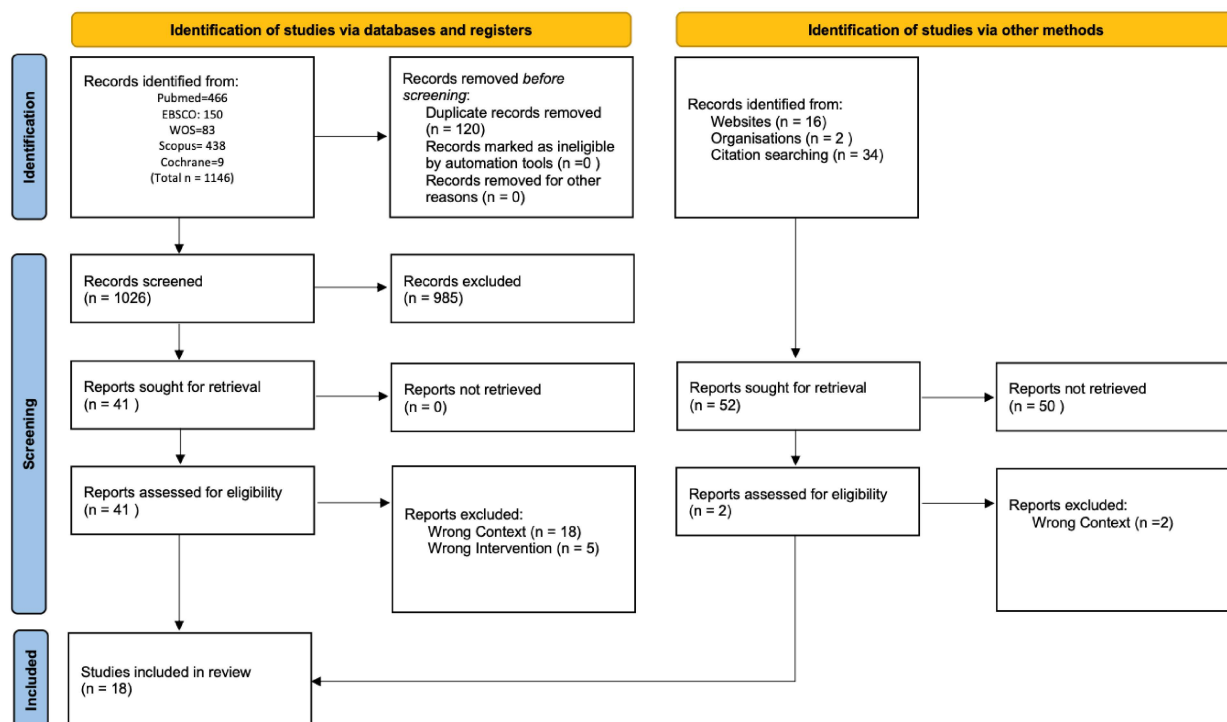 Identification of studies via databases and registers
Identification of studies via other methods
Identification
Records identified from:
Pubmed=466
EBSCO: 150
WOS=83
Scopus= 438
Cochrane=9
(Total n = 1146)
Records removed before
screening:
Duplicate records removed
(n = 120)
Records marked as ineligible
by automation tools (n =0 )
Records removed for other
reasons (n = 0)
Records identified from:
Websites (n = 16)
Organisations (n = 2 )
Citation searching (n = 34)
Screening
Records screened
(n = 1026)
Records excluded
(n = 985)
Reports sought for retrieval
(n = 41 )
Reports not retrieved
(n = 0)
Reports sought for retrieval
(n = 52)
Reports not retrieved
(n = 50 )
Reports assessed for eligibility
(n = 41 )
Reports excluded:
Wrong Context (n = 18)
Wrong Intervention (n = 5)
Reports assessed for eligibility
(n = 2)
Reports excluded:
Wrong Context (n =2)
Included
Studies included in review
(n = 18)